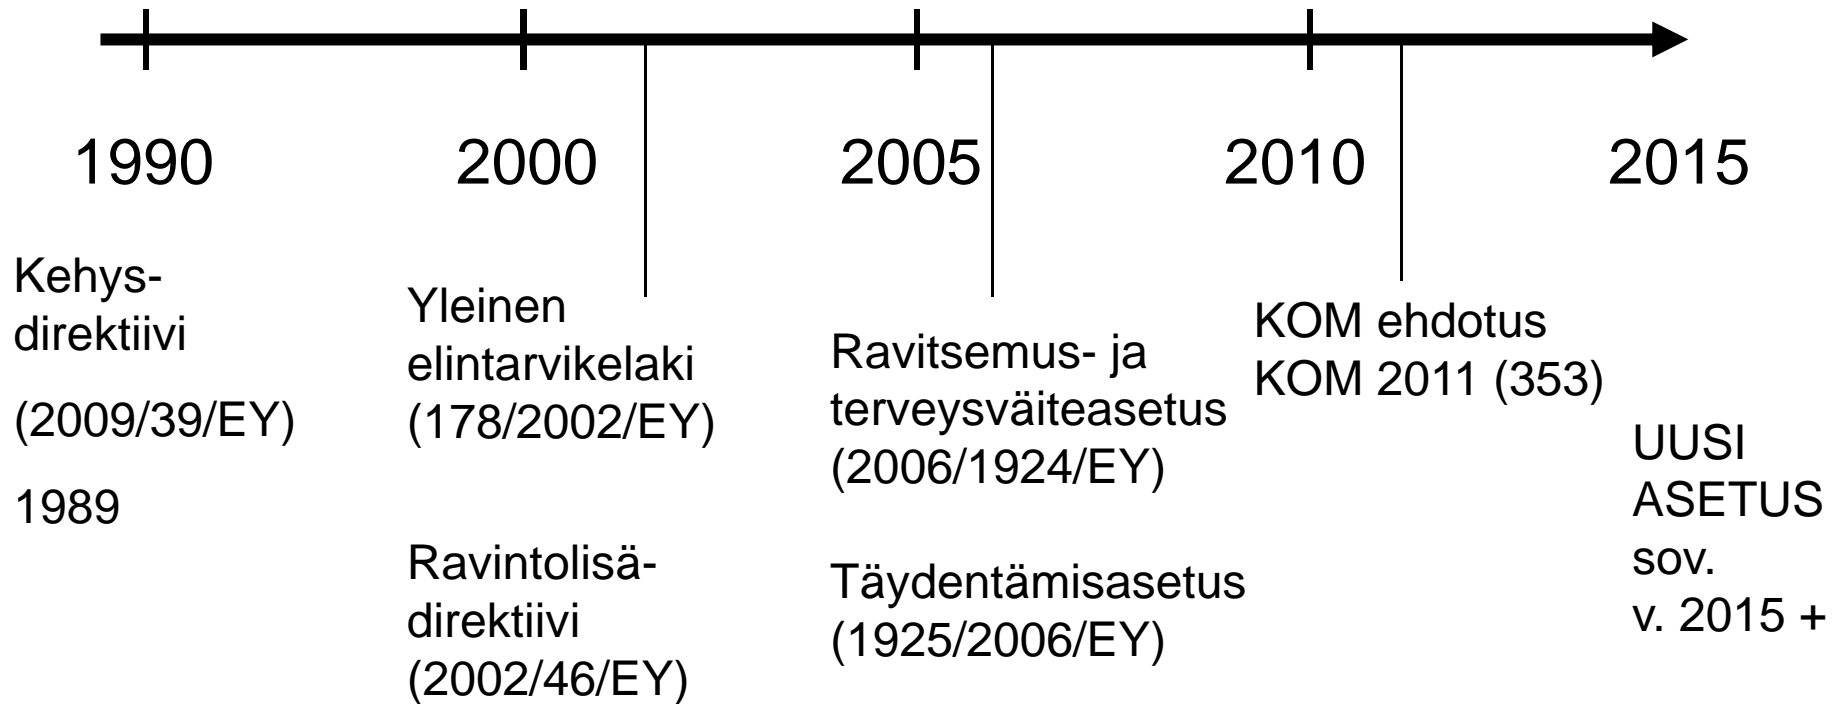 1990 2000 2005 2010 2015
Kehys-
direktiivi
(2009/39/EY)
1989
Yleinen
elintarvikelaki
(178/2002/EY)
Ravintolisä-
direktiivi
(2002/46/EY)
Ravitsemus- ja
terveysväiteasetus
(2006/1924/EY)
Täydentämisasetus
(1925/2006/EY)
KOM ehdotus
KOM 2011 (353)
UUSI
ASETUS
sov.
v. 2015 +